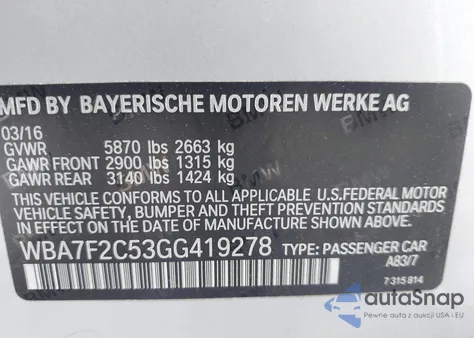 MFD BY BAYERISCHE MOTOREN WERKE AG
03/16
GVWR 5870 lbs 2663 kg
GAWR FRONT 2900 lbs 1315 kg
GAWR REAR 3140 lbs 1424 kg
THIS VEHICLE CONFORMS TO ALL APPLICABLE U.S.FEDERAL MOTOR
VEHICLE SAFETY, BUMPER AND THEFT PREVENTION STANDARDS
IN EFFECT ON THE DATE OF MANUFACTURE SHOWN ABOVE.
WBA7F2C53GG419278 TYPE: PASSENGER CAR
A83/7
7 315 814
autoSnap
Pewne auta z aukcji USA i EU